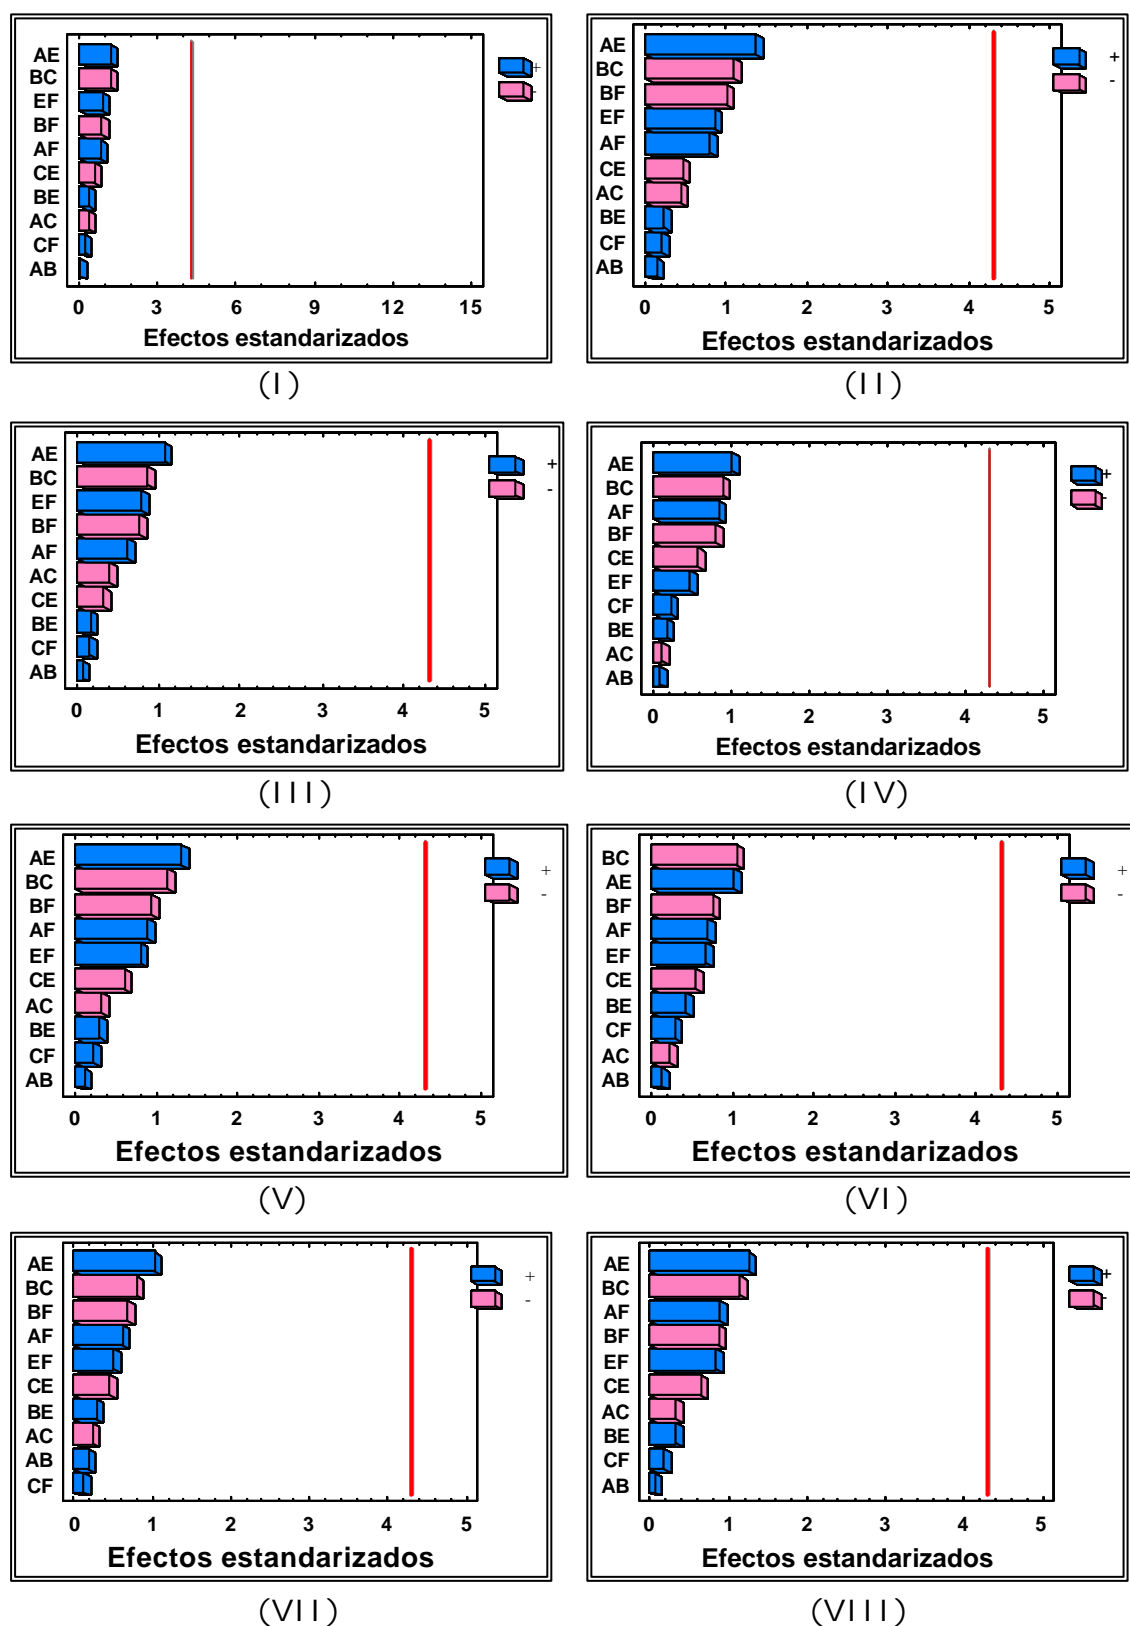 AE
BC
EF
BF
AF
CE
BE
AC
CF
AB
+
-
0 3 6 9 12 15
Efectos estandarizados
(I)
AE
BC
BF
EF
AF
CE
AC
BE
CF
AB
+
-
0 1 2 3 4 5
Efectos estandarizados
(II)
AE
BC
EF
BF
AF
AC
CE
BE
CF
AB
+
-
0 1 2 3 4 5
Efectos estandarizados
(III)
AE
BC
AF
BF
CE
EF
CF
BE
AC
AB
+
-
0 1 2 3 4 5
Efectos estandarizados
(IV)
AE
BC
BF
AF
EF
CE
AC
BE
CF
AB
+
-
0 1 2 3 4 5
Efectos estandarizados
(V)
BC
AE
BF
AF
EF
CE
BE
CF
AC
AB
+
-
0 1 2 3 4 5
Efectos estandarizados
(VI)
AE
BC
BF
AF
EF
CE
BE
AC
AB
CF
+
-
0 1 2 3 4 5
Efectos estandarizados
(VII)
AE
BC
AF
BF
EF
CE
AC
BE
CF
AB
+
-
0 1 2 3 4 5
Efectos estandarizados
(VIII)